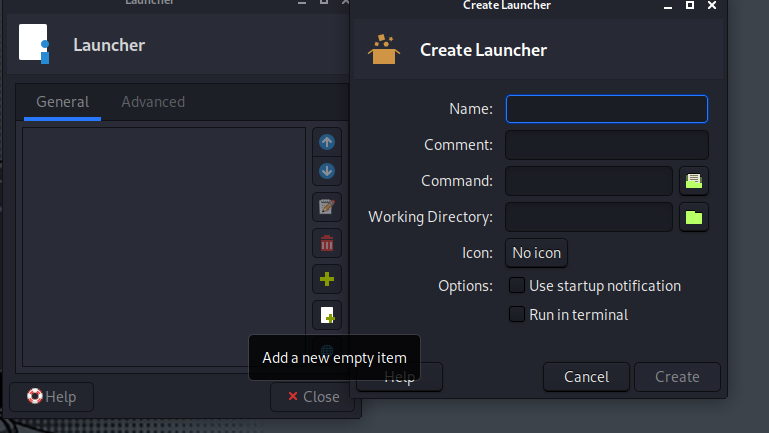 Launcher
Launcher
General
Advanced
Add a new empty item
Help
Close
Create Launcher
Create Launcher
Name:
Comment:
Command:
Working Directory:
Icon:
No icon
Options:
Use startup notification
Run in terminal
Help
Cancel
Create